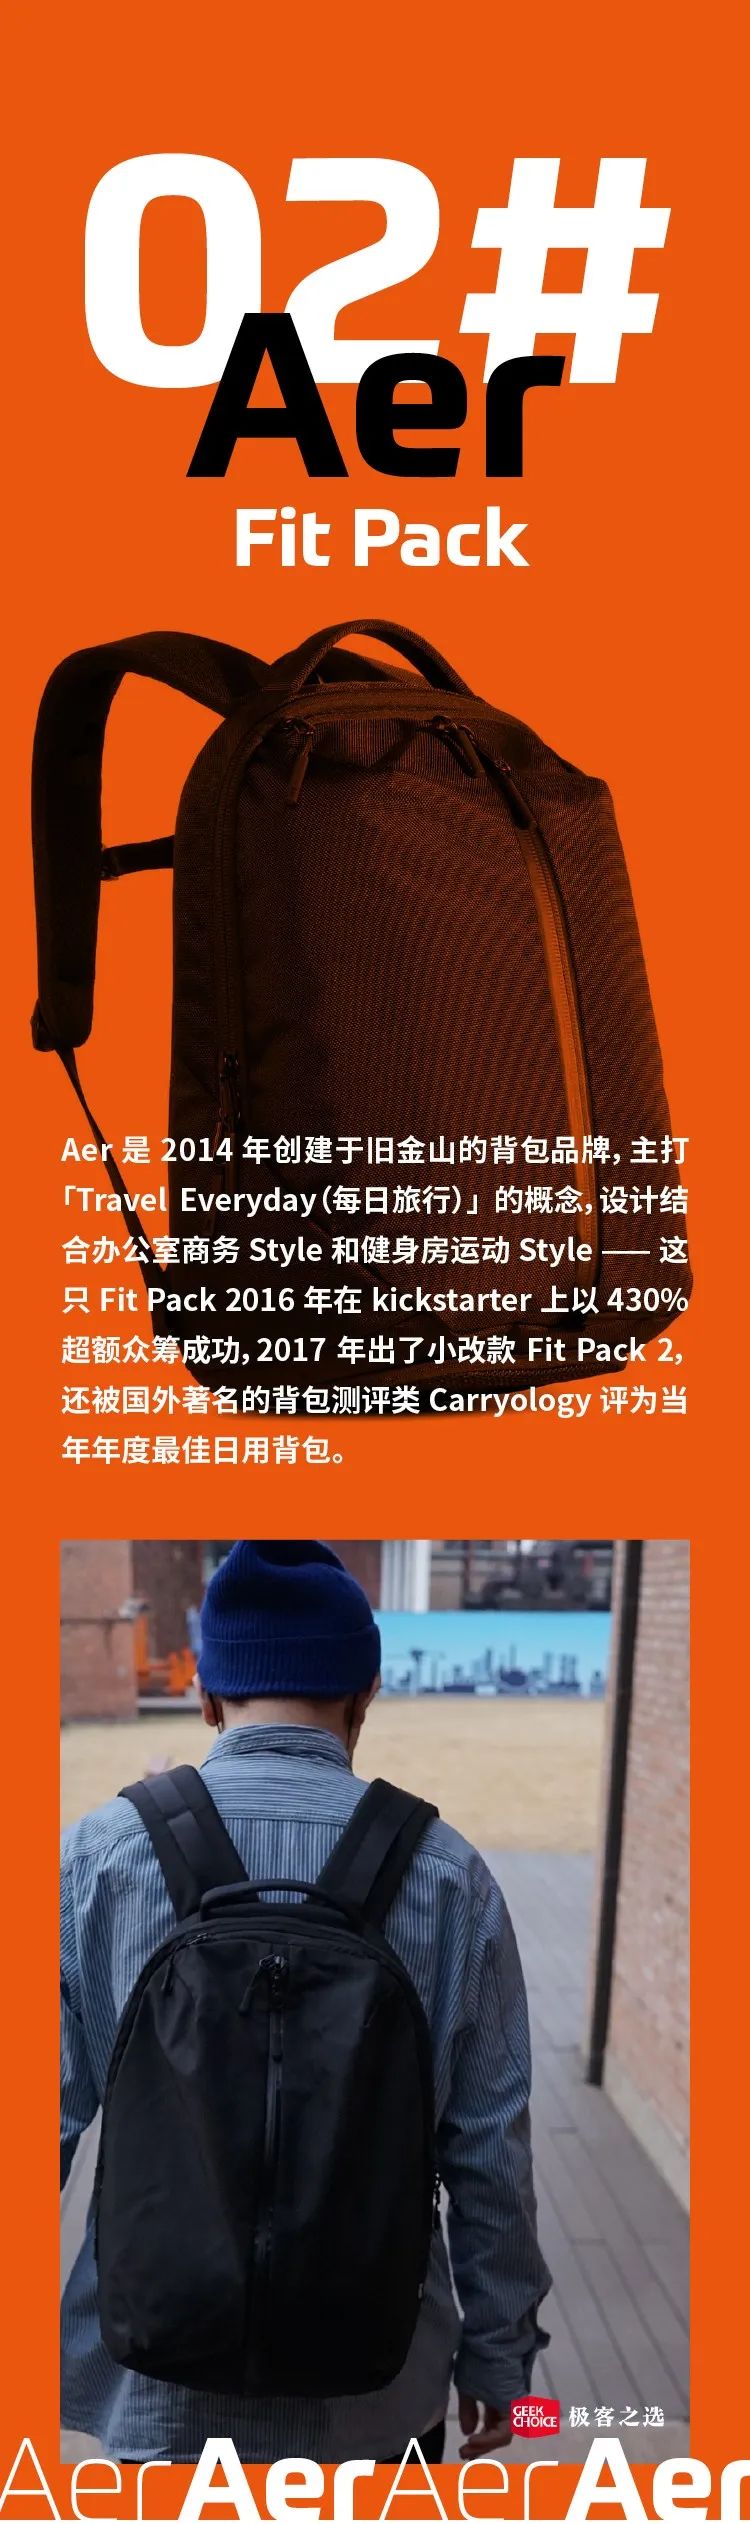 02#
Aer
Fit Pack
Aer 是 2014 年创建于旧金山的背包品牌，主打
「Travel Everyday（每日旅行）」的概念，设计结
合办公室商务 Style 和健身房运动 Style —— 这
只 Fit Pack 2016 年在 kickstarter 上以 430%
超额众筹成功，2017 年出了小改款 Fit Pack 2，
还被国外著名的背包测评类 Carryology 评为当
年年度最佳日用背包。
GEEK
CHOICE 极客之选
AerAerAerAer